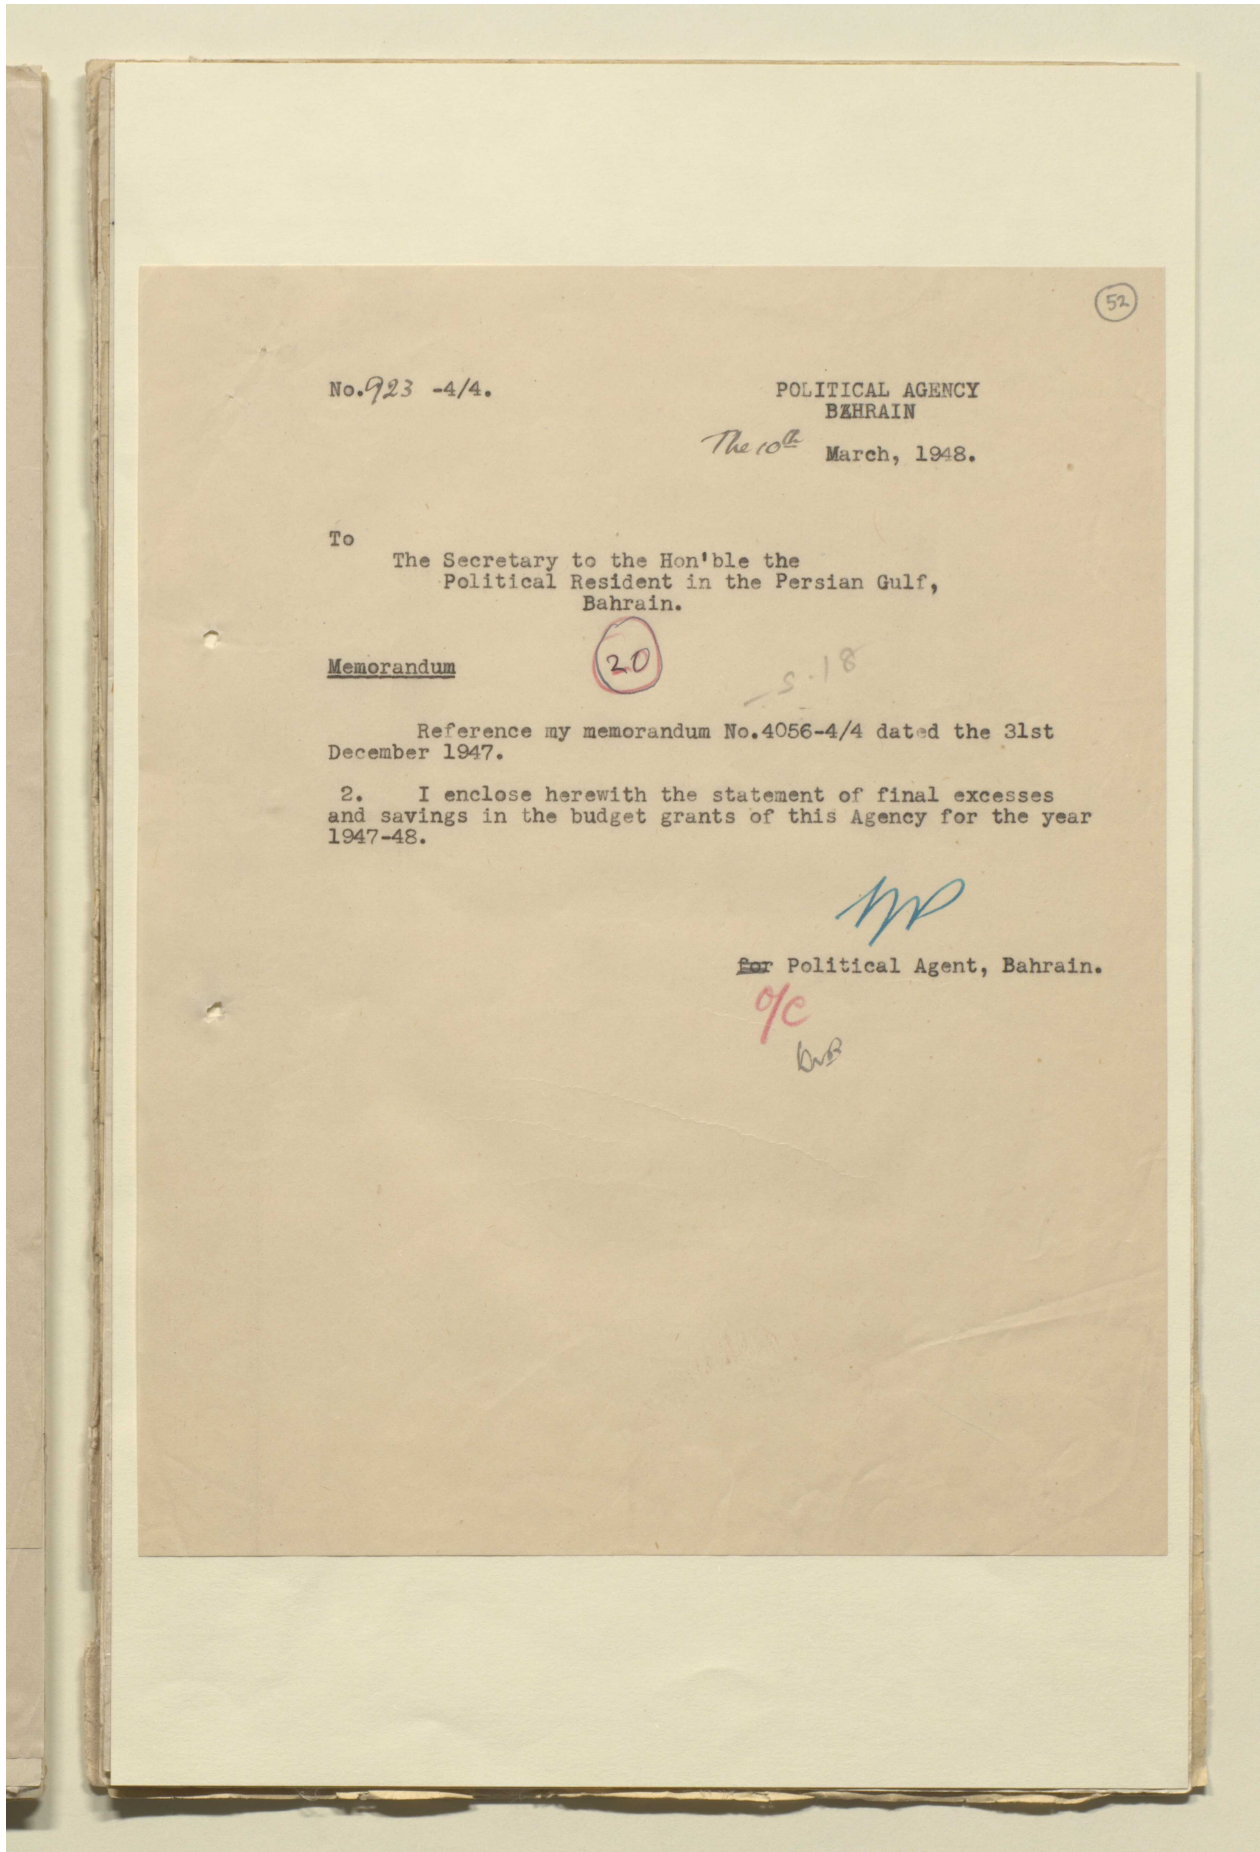 52
No. 923 -4/4.
POLITICAL AGENCY
BAHRAIN
The 10th March, 1948.
To
The Secretary to the Hon'ble the
Political Resident in the Persian Gulf,
Bahrain.
20
Memorandum
S.18
Reference my memorandum No.4056-4/4 dated the 31st
December 1947.
2. I enclose herewith the statement of final excesses
and savings in the budget grants of this Agency for the year
1947-48.
for Political Agent, Bahrain.
o/c